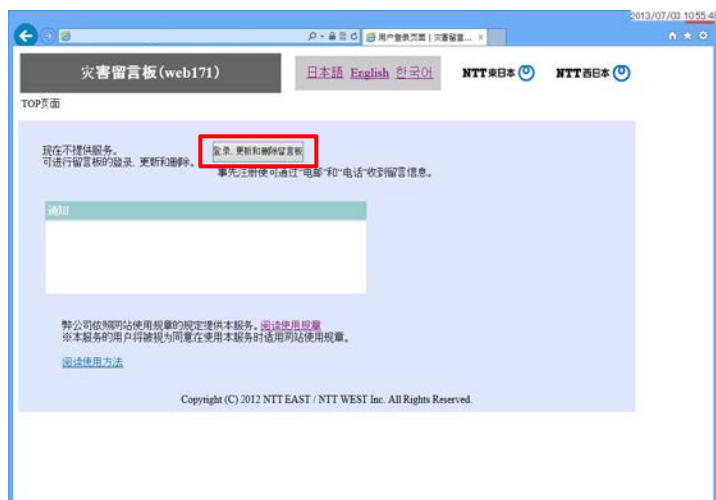 2013/07/03 10:55:4
用户登录页面 | 灾害留言... ×
灾害留言板(web171)
日本語 English 한국어
NTT東日本
NTT西日本
TOP页面
现在不提供服务。
登录、更新和删除留言板
可进行留言板的登录、更新和删除。
事先注册便可通过"电邮"和"电话"收到留言信息。
通知
弊公司依照网站使用规章的规定提供本服务。阅读使用规章
※本服务的用户将被视为同意在使用本服务时适用网站使用规章。
阅读使用方法
Copyright (C) 2012 NTT EAST / NTT WEST Inc. All Rights Reserved.